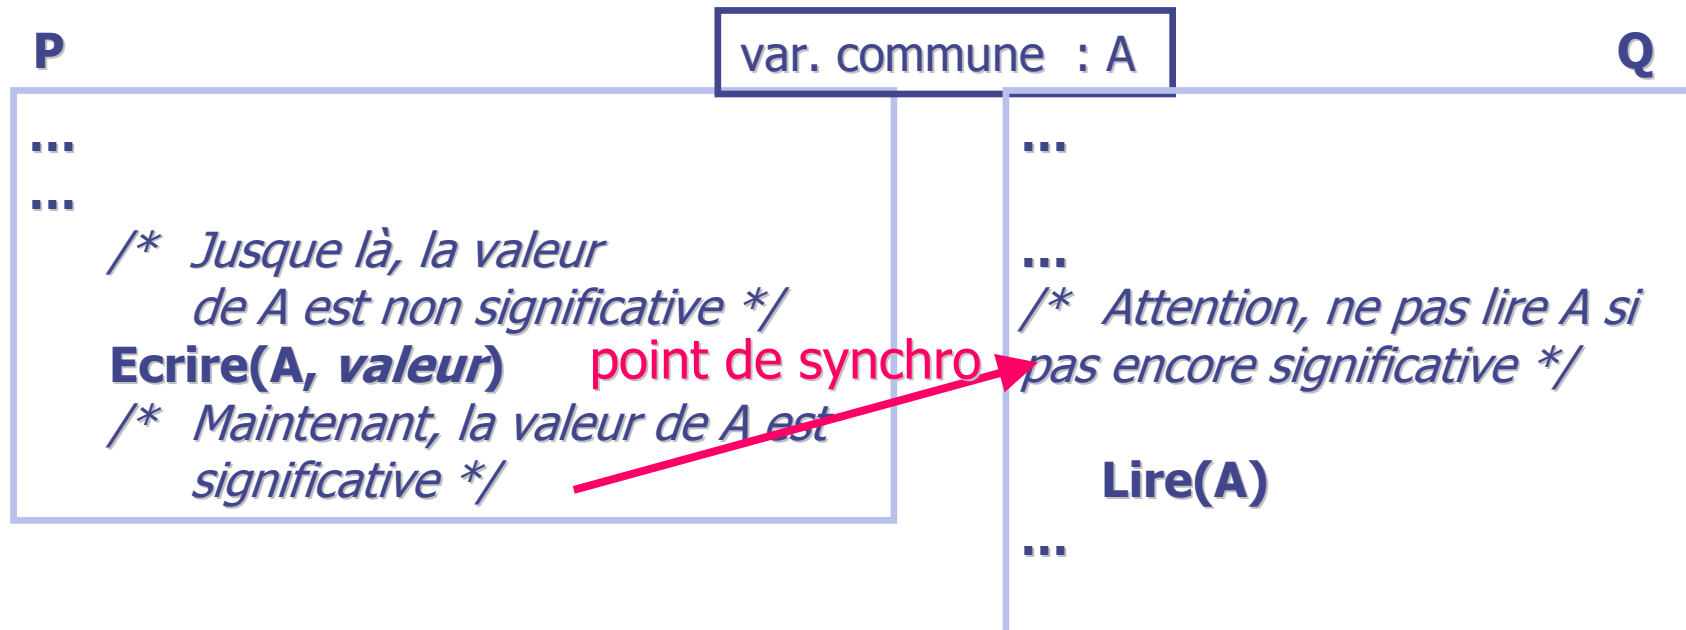 P
var. commune : A
Q
...
...
/* Jusque là, la valeur
de A est non significative */
Ecrire(A, valeur)
/* Maintenant, la valeur de A est
significative */
point de synchro
...
...
/* Attention, ne pas lire A si
pas encore significative */
Lire(A)
...